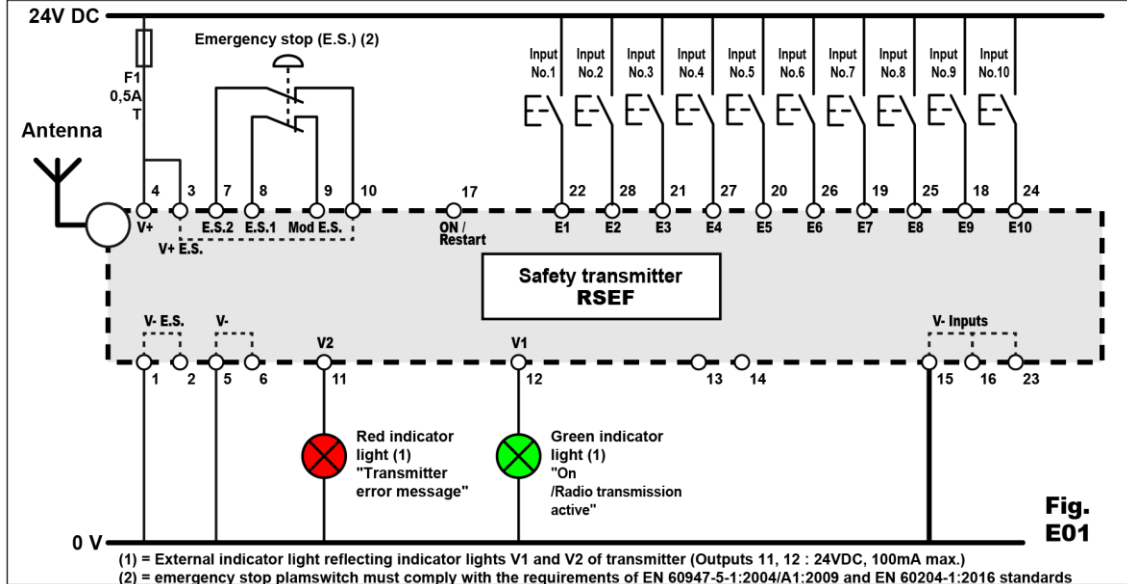 24V DC
Emergency stop (E.S.) (2)
F1
0,5A
T
Antenna
Input
No.1
Input
No.2
Input
No.3
Input
No.4
Input
No.5
Input
No.6
Input
No.7
Input
No.8
Input
No.9
Input
No.10
4 3 7 8 9 10 17 22 28 21 27 20 26 19 25 18 24
V+ E.S.2 E.S.1 Mod E.S. ON / E1 E2 E3 E4 E5 E6 E7 E8 E9 E10
Restart
V+ E.S.
Safety transmitter
RSEF
V- E.S. V- V2 V1 V- Inputs
1 2 5 6 11 12 13 14 15 16 23
Red indicator
light (1)
"Transmitter
error message"
Green indicator
light (1)
"On
/Radio transmission
active"
Fig.
E01
0 V
(1) = External indicator light reflecting indicator lights V1 and V2 of transmitter (Outputs 11, 12 : 24VDC, 100mA max.)
(2) = emergency stop plamswitch must comply with the requirements of EN 60947-5-1:2004/A1:2009 and EN 60204-1:2016 standards